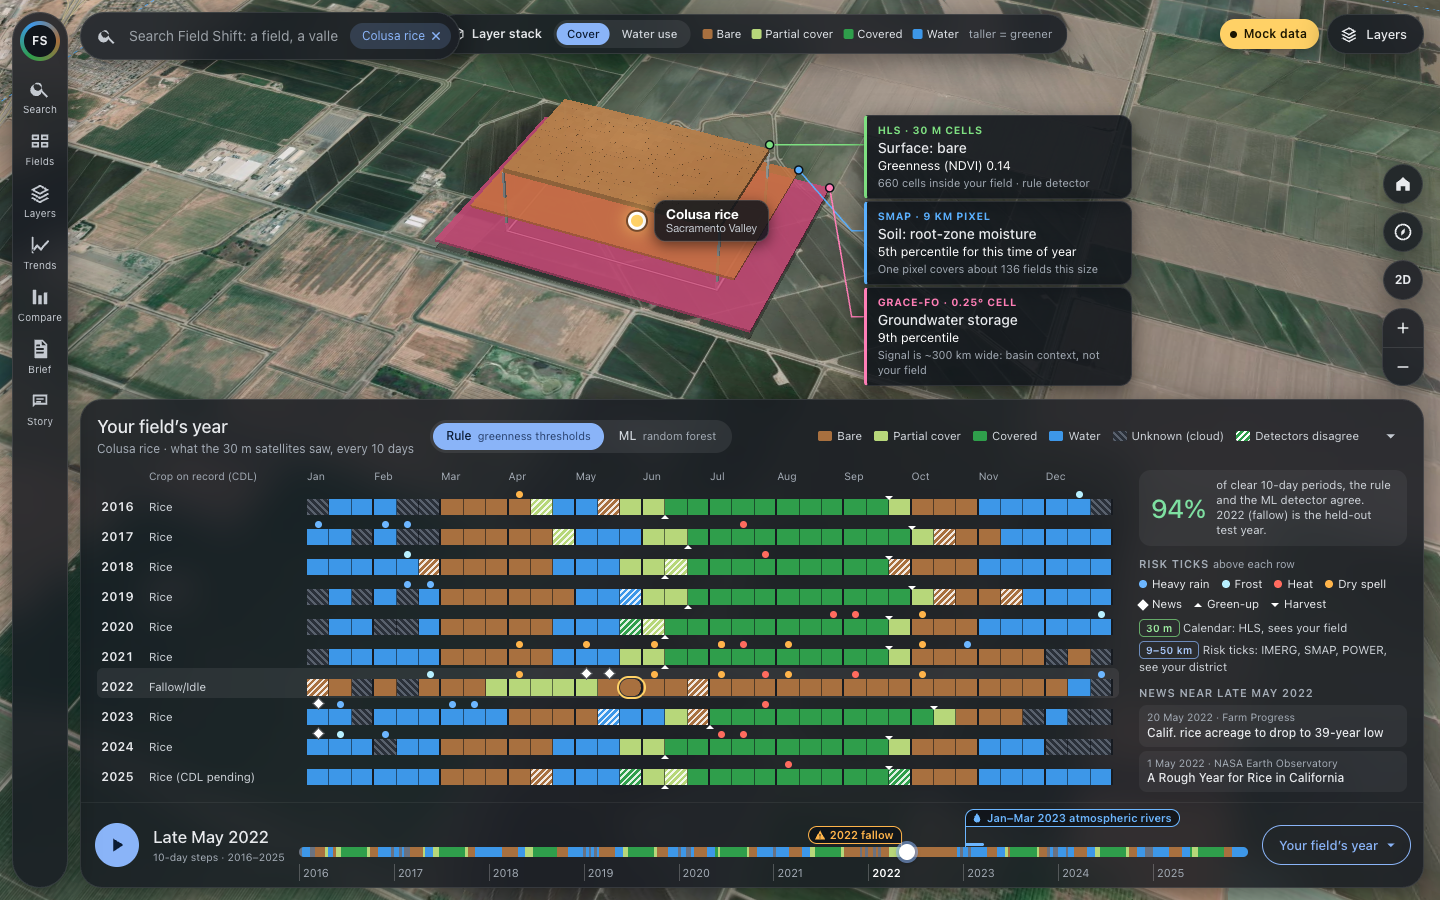 FS
Search
Fields
Layers
Trends
Compare
Brief
Story
Search Field Shift: a field, a valle
Colusa rice ✕
Layer stack
Cover
Water use
Bare
Partial cover
Covered
Water
taller = greener
Mock data
Layers
HLS · 30 M CELLS
Surface: bare
Greenness (NDVI) 0.14
660 cells inside your field · rule detector
SMAP · 9 KM PIXEL
Soil: root-zone moisture
5th percentile for this time of year
One pixel covers about 136 fields this size
GRACE-FO · 0.25° CELL
Groundwater storage
9th percentile
Signal is ~300 km wide: basin context, not
your field
Colusa rice
Sacramento Valley
2D
+
−
Your field's year
Colusa rice · what the 30 m satellites saw, every 10 days
Rule greenness thresholds
ML random forest
Bare
Partial cover
Covered
Water
Unknown (cloud)
Detectors disagree
Crop on record (CDL)
Jan Feb Mar Apr May Jun Jul Aug Sep Oct Nov Dec
2016 Rice
2017 Rice
2018 Rice
2019 Rice
2020 Rice
2021 Rice
2022 Fallow/Idle
2023 Rice
2024 Rice
2025 Rice (CDL pending)
94%
of clear 10-day periods, the rule
and the ML detector agree.
2022 (fallow) is the held-out
test year.
RISK TICKS above each row
Heavy rain
Frost
Heat
Dry spell
News
Green-up
Harvest
30 m Calendar: HLS, sees your field
9–50 km Risk ticks: IMERG, SMAP, POWER,
see your district
NEWS NEAR LATE MAY 2022
20 May 2022 · Farm Progress
Calif. rice acreage to drop to 39-year low
1 May 2022 · NASA Earth Observatory
A Rough Year for Rice in California
Late May 2022
10-day steps · 2016–2025
2022 fallow
Jan–Mar 2023 atmospheric rivers
2016 2017 2018 2019 2020 2021 2022 2023 2024 2025
Your field's year